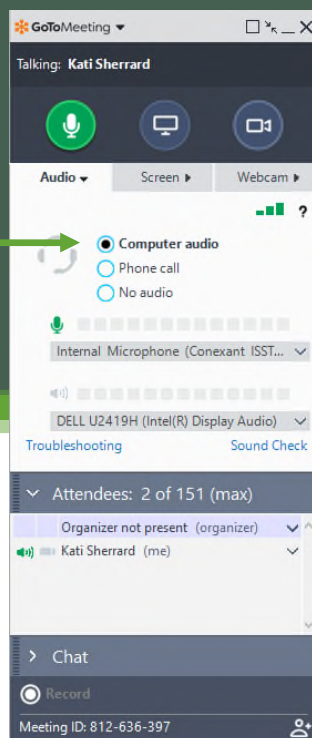 GoToMeeting
Talking: Kati Sherrard
Audio Screen Webcam
?
Computer audio
Phone call
No audio
Internal Microphone (Conexant ISST...
DELL U2419H (Intel(R) Display Audio)
Troubleshooting Sound Check
Attendees: 2 of 151 (max)
Organizer not present (organizer)
Kati Sherrard (me)
Chat
Record
Meeting ID: 812-636-397